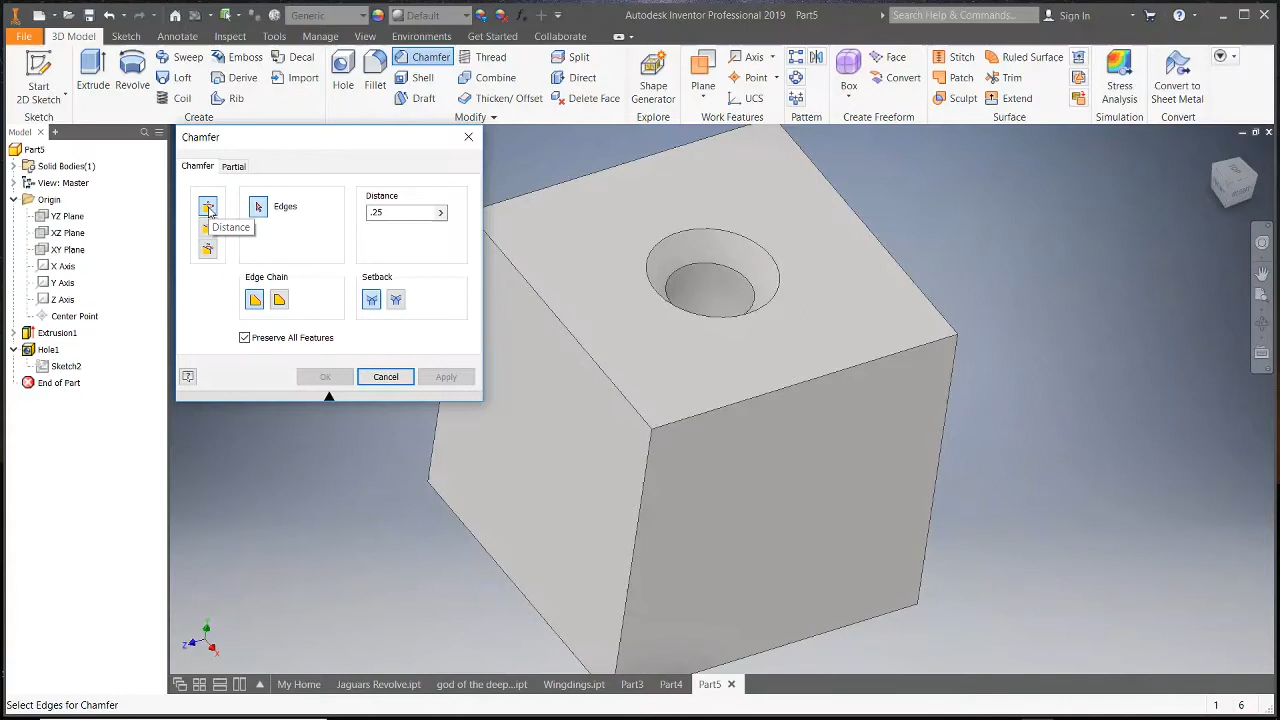 Generic
Default
Autodesk Inventor Professional 2019 Part5
Search Help & Commands...
Sign In
File
3D Model
Sketch
Annotate
Inspect
Tools
Manage
View
Environments
Get Started
Collaborate
Start
2D Sketch
Sketch
Extrude
Revolve
Sweep
Loft
Coil
Emboss
Derive
Rib
Decal
Import
Create
Hole
Fillet
Chamfer
Shell
Draft
Thread
Combine
Thicken/ Offset
Split
Direct
Delete Face
Modify
Shape
Generator
Explore
Plane
Axis
Point
UCS
Work Features
Pattern
Box
Face
Convert
Create Freeform
Stitch
Patch
Sculpt
Ruled Surface
Trim
Extend
Surface
Stress
Analysis
Simulation
Convert to
Sheet Metal
Convert
Model
Part5
Solid Bodies(1)
View: Master
Origin
YZ Plane
XZ Plane
XY Plane
X Axis
Y Axis
Z Axis
Center Point
Extrusion1
Hole1
Sketch2
End of Part
Chamfer
Chamfer
Partial
Edges
Distance
.25
Distance
Edge Chain
Setback
Preserve All Features
OK
Cancel
Apply
TOP
RIGHT
Y
Z
X
My Home
Jaguars Revolve.ipt
god of the deep...ipt
Wingdings.ipt
Part3
Part4
Part5
Select Edges for Chamfer
1
6